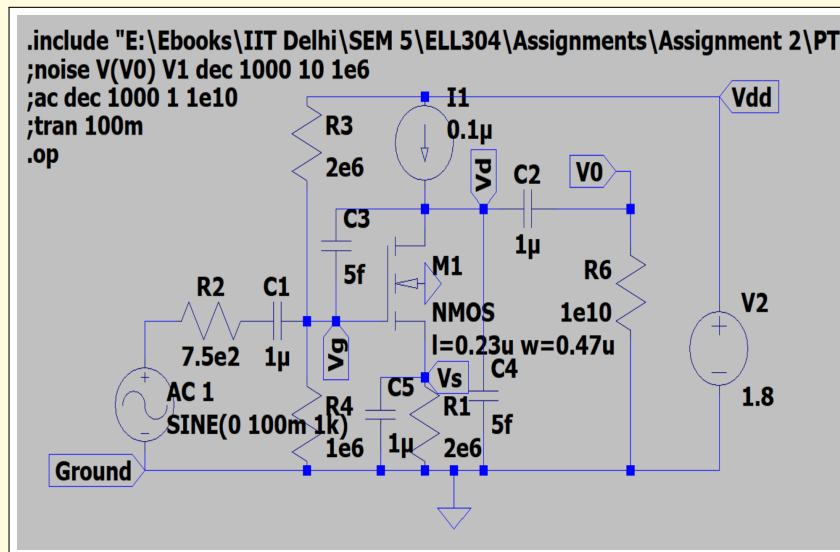 .include "E:\Ebooks\IIT Delhi\SEM 5\ELL304\Assignments\Assignment 2\PT
;noise V(V0) V1 dec 1000 10 1e6
;ac dec 1000 1 1e10
;tran 100m
.op
I1
0.1µ
Vdd
R3
2e6
Vd
C2
1µ
V0
C3
5f
M1
NMOS
l=0.23u w=0.47u
R6
1e10
V2
1.8
R2
7.5e2
C1
1µ
Vg
Vs
AC 1
SINE(0 100m 1k)
R4
1e6
C5
1µ
R1
2e6
C4
5f
Ground